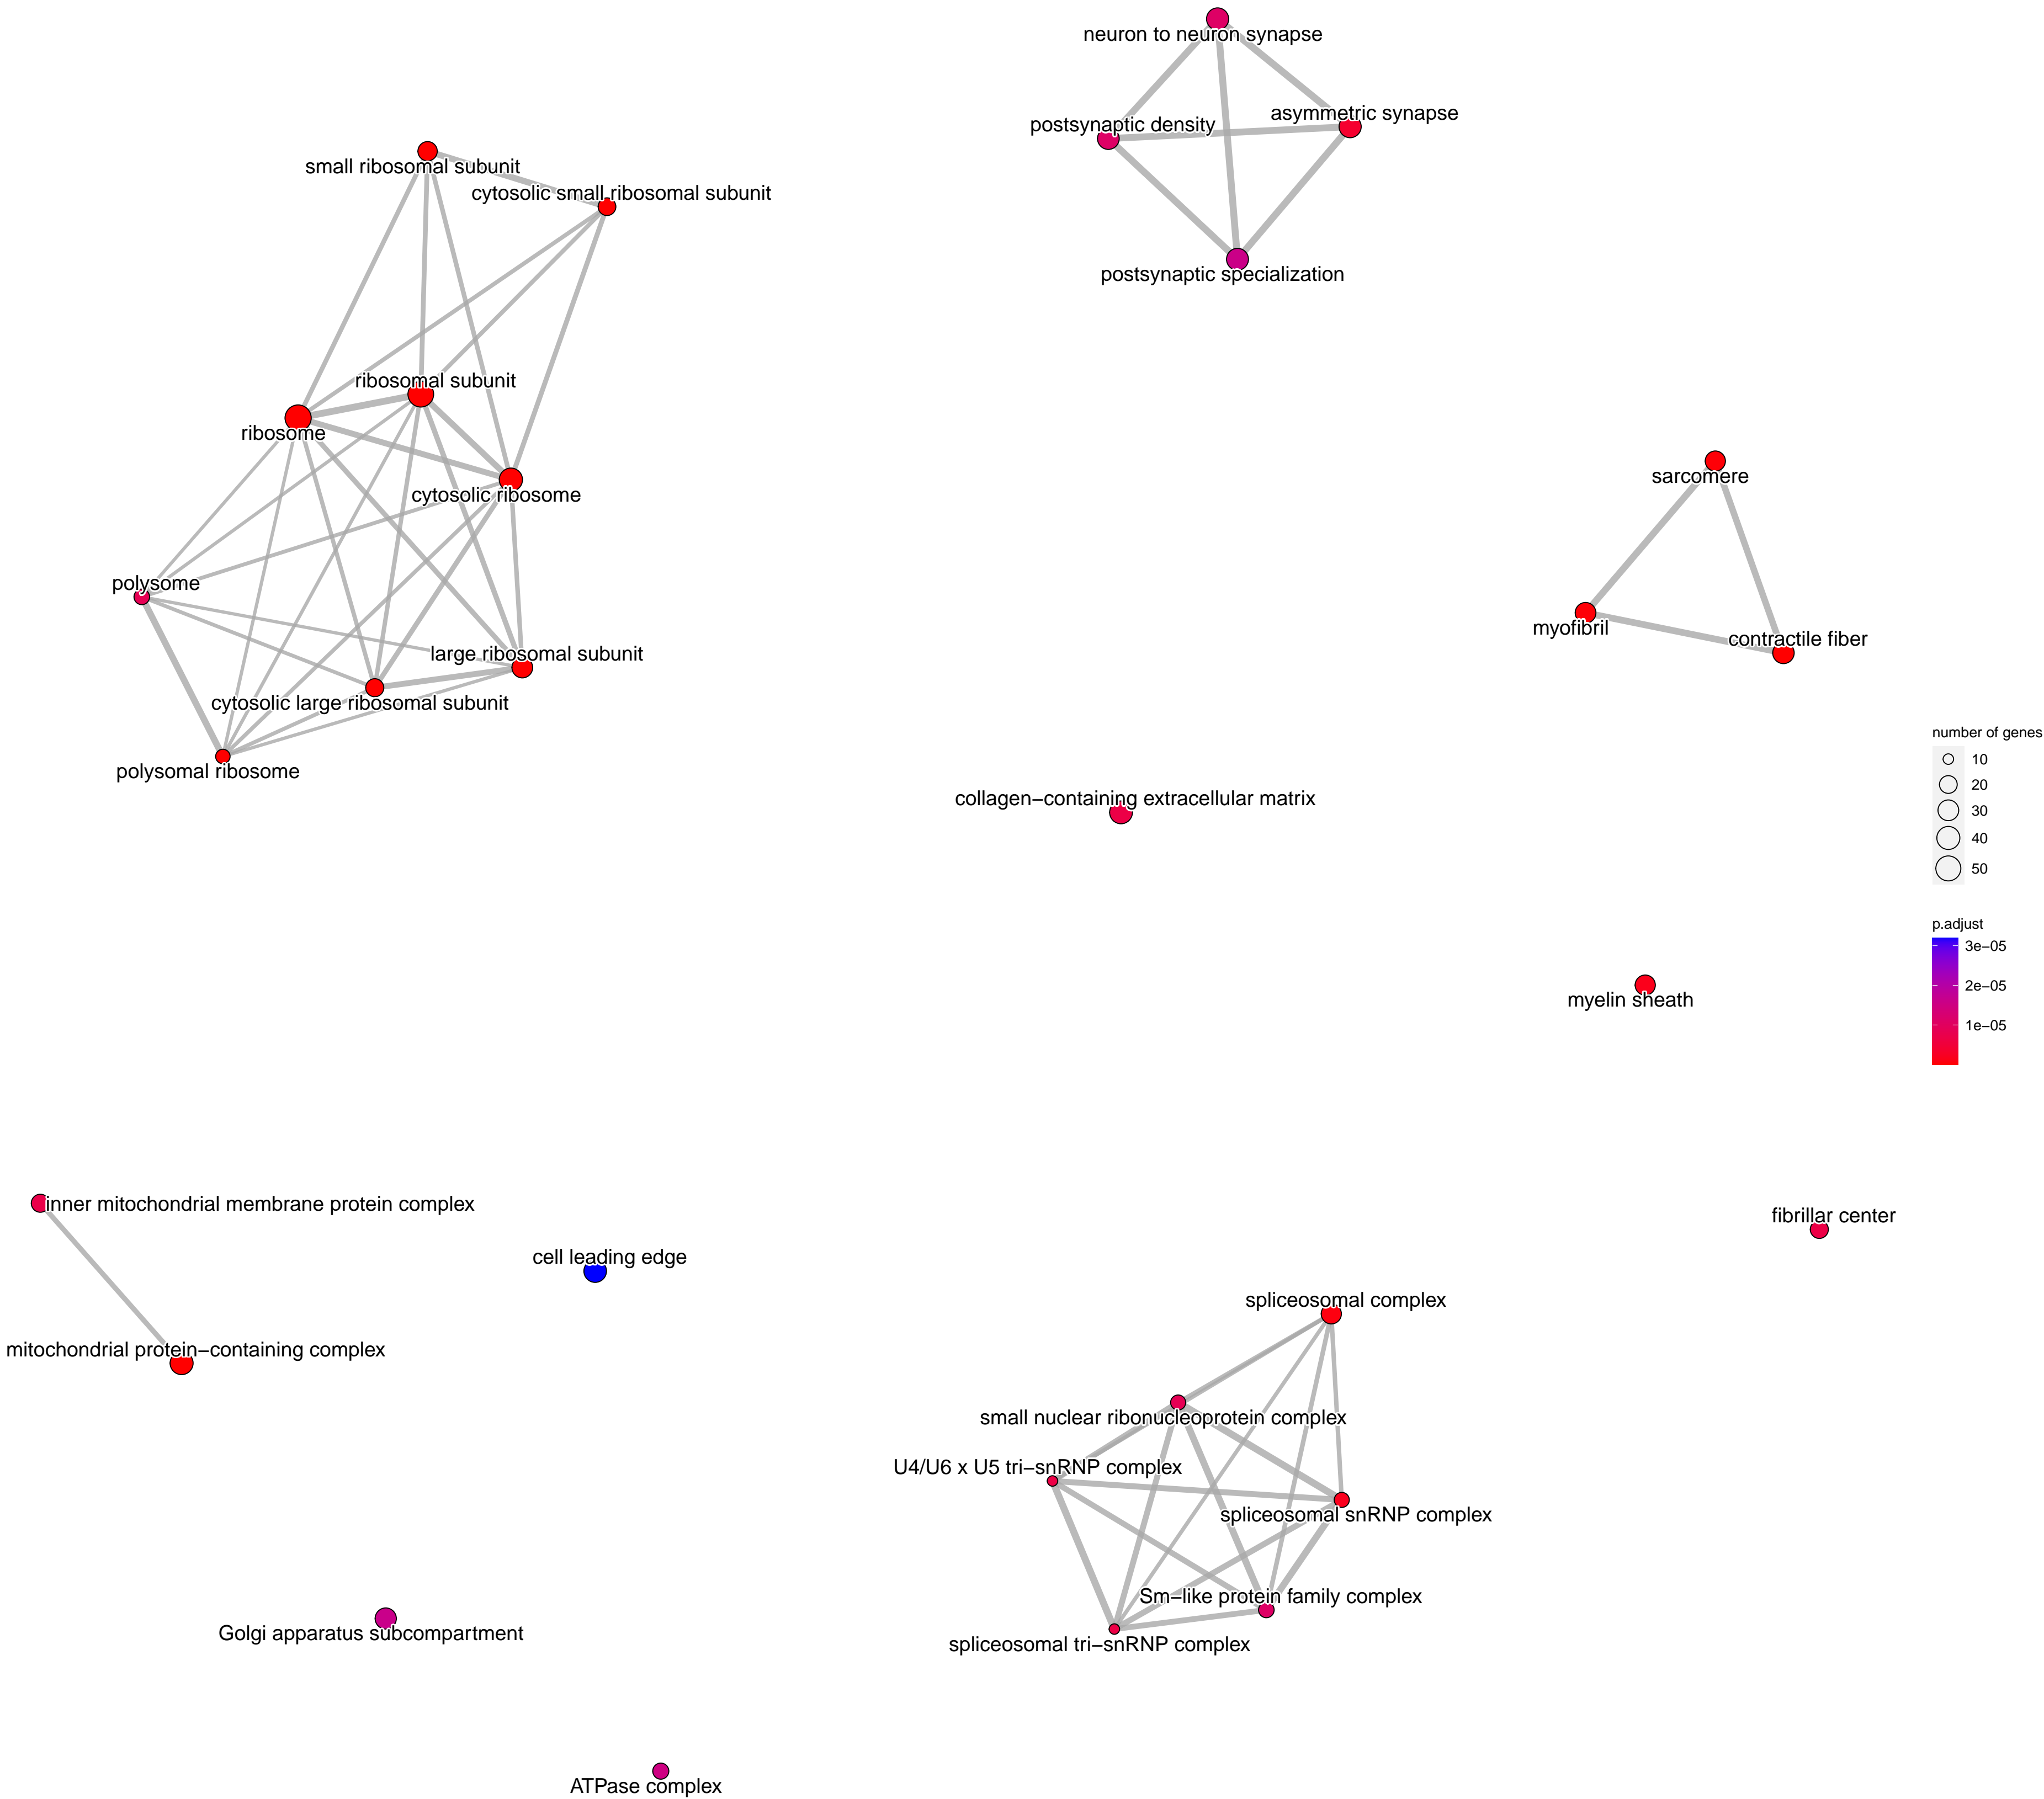 neuron to neuron synapse
asymmetric synapse
postsynaptic density
small ribosomal subunit
cytosolic small ribosomal subunit
postsynaptic specialization
ribosomal subunit
ribosome
sarcomere
cytosolic ribosome
polysome
myofibril
contractile fiber
large ribosomal subunit
cytosolic large ribosomal subunit
number of genes
10
20
30
40
50
polysomal ribosome
collagen−containing extracellular matrix
p.adjust
3e−05
2e−05
1e−05
myelin sheath
inner mitochondrial membrane protein complex
fibrillar center
cell leading edge
spliceosomal complex
mitochondrial protein−containing complex
small nuclear ribonucleoprotein complex
U4/U6 x U5 tri−snRNP complex
spliceosomal snRNP complex
Sm−like protein family complex
Golgi apparatus subcompartment
spliceosomal tri−snRNP complex
ATPase complex